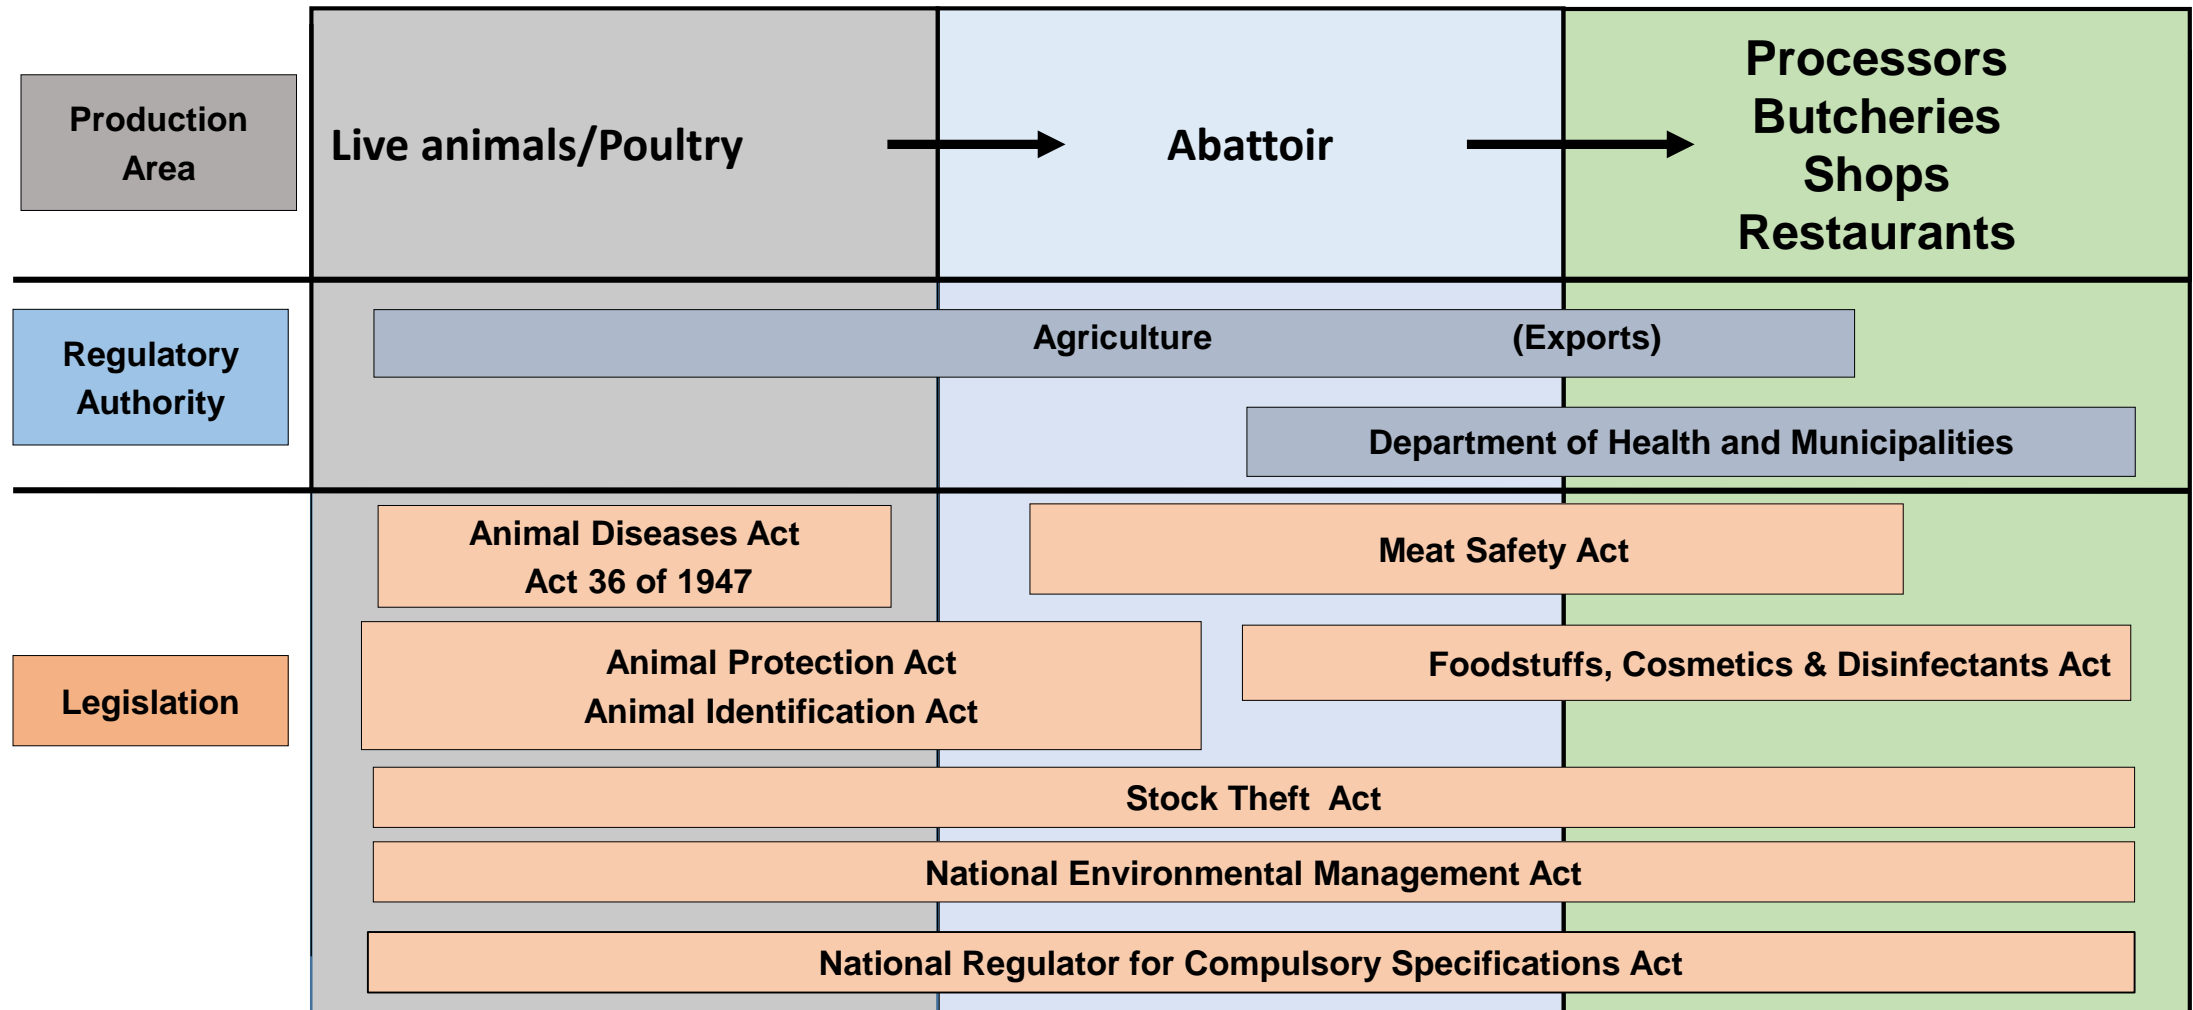 Production
Area
Live animals/Poultry
Abattoir
Processors
Butcheries
Shops
Restaurants
Regulatory
Authority
Agriculture (Exports)
Department of Health and Municipalities
Legislation
Animal Diseases Act
Act 36 of 1947
Meat Safety Act
Animal Protection Act
Animal Identification Act
Foodstuffs, Cosmetics & Disinfectants Act
Stock Theft Act
National Environmental Management Act
National Regulator for Compulsory Specifications Act